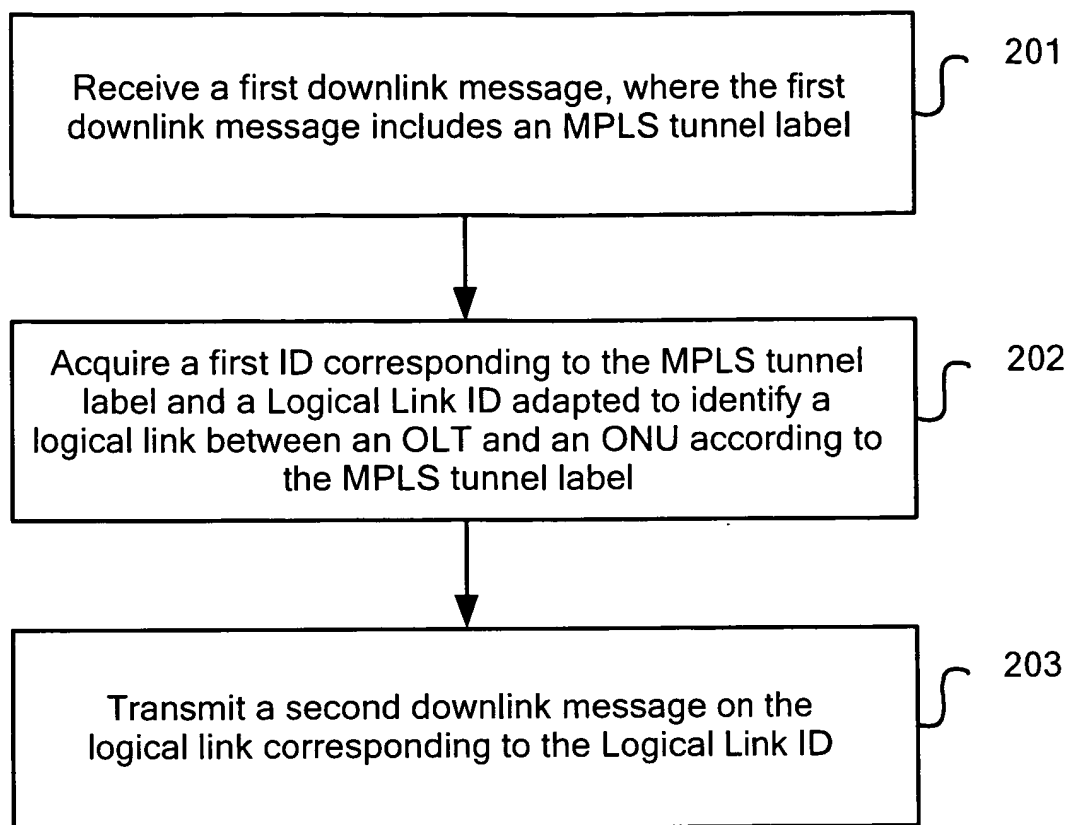 Receive a first downlink message, where the first
downlink message includes an MPLS tunnel label
201
Acquire a first ID corresponding to the MPLS tunnel
label and a Logical Link ID adapted to identify a
logical link between an OLT and an ONU according to
the MPLS tunnel label
202
Transmit a second downlink message on the
logical link corresponding to the Logical Link ID
203